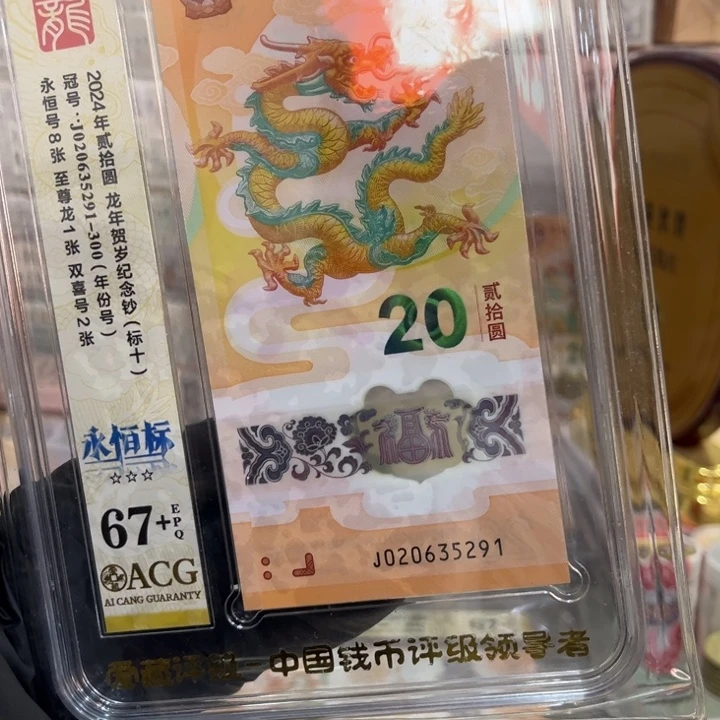 龍
2024年贰拾圆 龙年贺岁纪念钞(标十)
冠号:J020635291-300(年份号)
永恒号8张 至尊龙1张 双喜号2张
永恒标
67+
EPQ
ACG
AI CANG GUARANTY
20
贰拾圆
福
J020635291
爱藏评级 中国钱币评级领导者